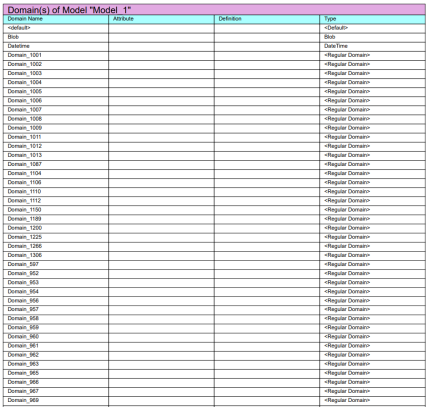 Domain(s) of Model "Model_1"
Domain Name Attribute Definition Type
<default> <Default>
Blob Blob
Datetime DateTime
Domain_1001 <Regular Domain>
Domain_1002 <Regular Domain>
Domain_1003 <Regular Domain>
Domain_1004 <Regular Domain>
Domain_1005 <Regular Domain>
Domain_1006 <Regular Domain>
Domain_1007 <Regular Domain>
Domain_1008 <Regular Domain>
Domain_1009 <Regular Domain>
Domain_1011 <Regular Domain>
Domain_1012 <Regular Domain>
Domain_1013 <Regular Domain>
Domain_1087 <Regular Domain>
Domain_1104 <Regular Domain>
Domain_1106 <Regular Domain>
Domain_1110 <Regular Domain>
Domain_1112 <Regular Domain>
Domain_1150 <Regular Domain>
Domain_1189 <Regular Domain>
Domain_1200 <Regular Domain>
Domain_1225 <Regular Domain>
Domain_1266 <Regular Domain>
Domain_1306 <Regular Domain>
Domain_597 <Regular Domain>
Domain_952 <Regular Domain>
Domain_953 <Regular Domain>
Domain_954 <Regular Domain>
Domain_956 <Regular Domain>
Domain_957 <Regular Domain>
Domain_958 <Regular Domain>
Domain_959 <Regular Domain>
Domain_960 <Regular Domain>
Domain_961 <Regular Domain>
Domain_962 <Regular Domain>
Domain_963 <Regular Domain>
Domain_965 <Regular Domain>
Domain_966 <Regular Domain>
Domain_967 <Regular Domain>
Domain_969 <Regular Domain>